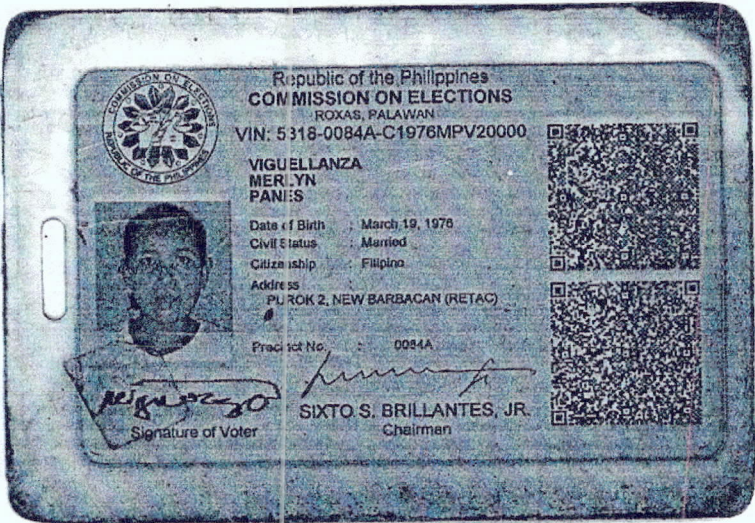 COMMISSION ON ELECTIONS
REPUBLIC OF THE PHILIPPINES
Republic of the Philippines
COMMISSION ON ELECTIONS
ROXAS, PALAWAN
VIN: 5318-0084A-C1976MPV20000
VIGUELLANZA
MERLYN
PANES
Date of Birth : March 19, 1976
Civil Status : Married
Citizenship : Filipino
Address :
PUROK 2, NEW BARBACAN (RETAC)
Precinct No. : 0084A
SIXTO S. BRILLANTES, JR.
Signature of Voter
Chairman